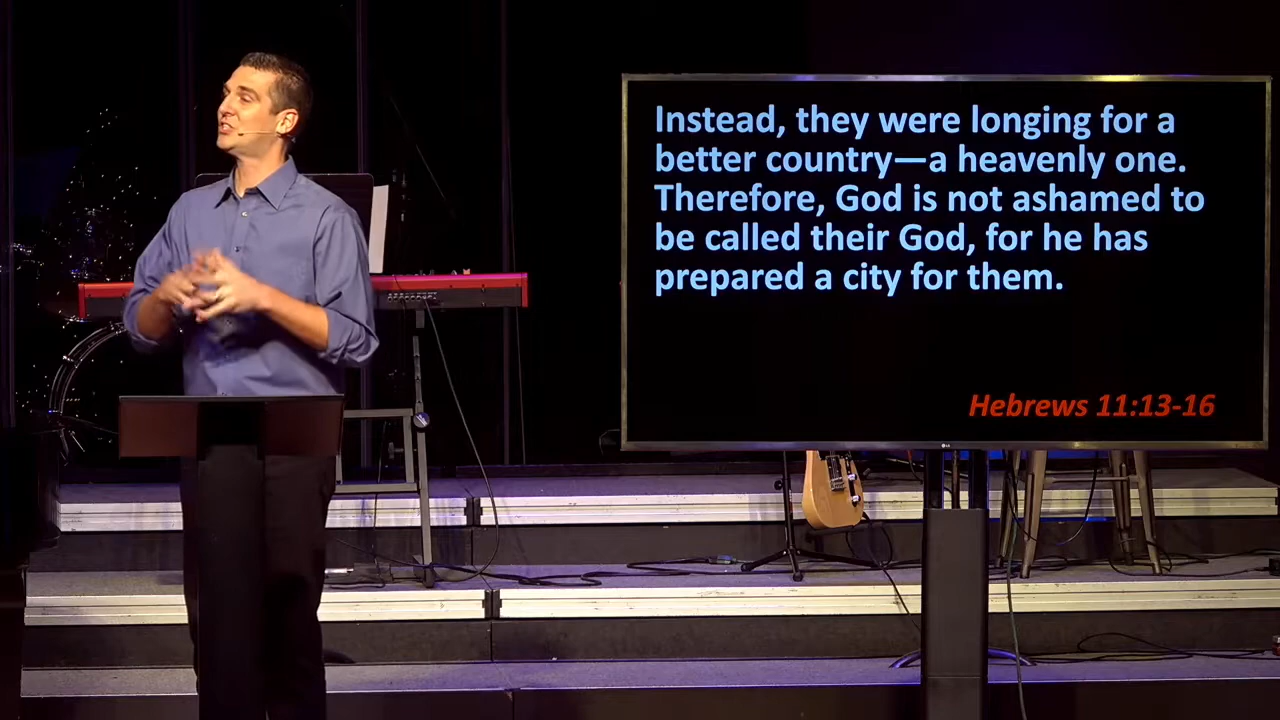 Instead, they were longing for a
better country—a heavenly one.
Therefore, God is not ashamed to
be called their God, for he has
prepared a city for them.
Hebrews 11:13-16